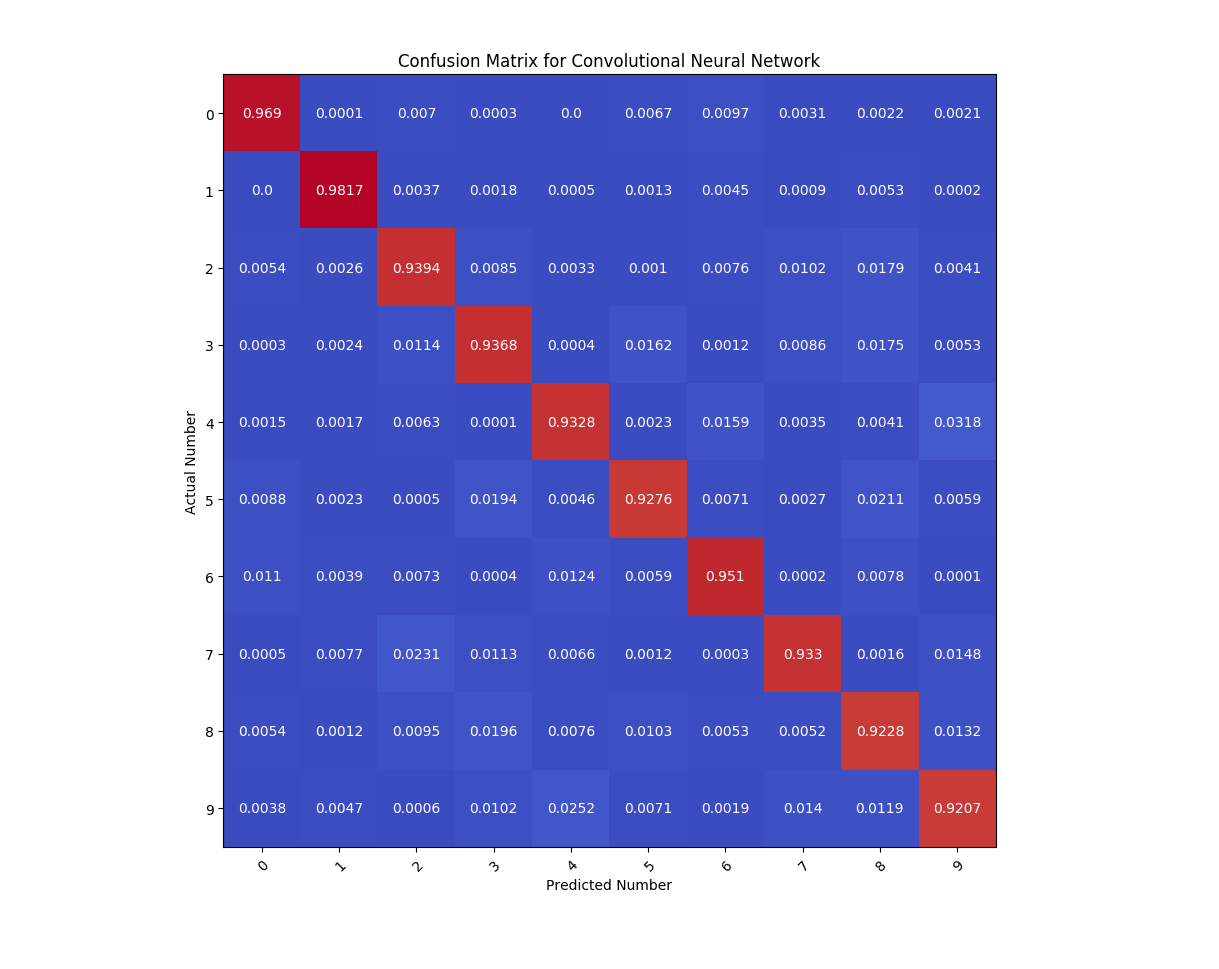 Confusion Matrix for Convolutional Neural Network
0 0.969 0.0001 0.007 0.0003 0.0 0.0067 0.0097 0.0031 0.0022 0.0021
1 0.0 0.9817 0.0037 0.0018 0.0005 0.0013 0.0045 0.0009 0.0053 0.0002
2 0.0054 0.0026 0.9394 0.0085 0.0033 0.001 0.0076 0.0102 0.0179 0.0041
3 0.0003 0.0024 0.0114 0.9368 0.0004 0.0162 0.0012 0.0086 0.0175 0.0053
4 0.0015 0.0017 0.0063 0.0001 0.9328 0.0023 0.0159 0.0035 0.0041 0.0318
Actual Number
5 0.0088 0.0023 0.0005 0.0194 0.0046 0.9276 0.0071 0.0027 0.0211 0.0059
6 0.011 0.0039 0.0073 0.0004 0.0124 0.0059 0.951 0.0002 0.0078 0.0001
7 0.0005 0.0077 0.0231 0.0113 0.0066 0.0012 0.0003 0.933 0.0016 0.0148
8 0.0054 0.0012 0.0095 0.0196 0.0076 0.0103 0.0053 0.0052 0.9228 0.0132
9 0.0038 0.0047 0.0006 0.0102 0.0252 0.0071 0.0019 0.014 0.0119 0.9207
0 1 2 3 4 5 6 7 8 9
Predicted Number